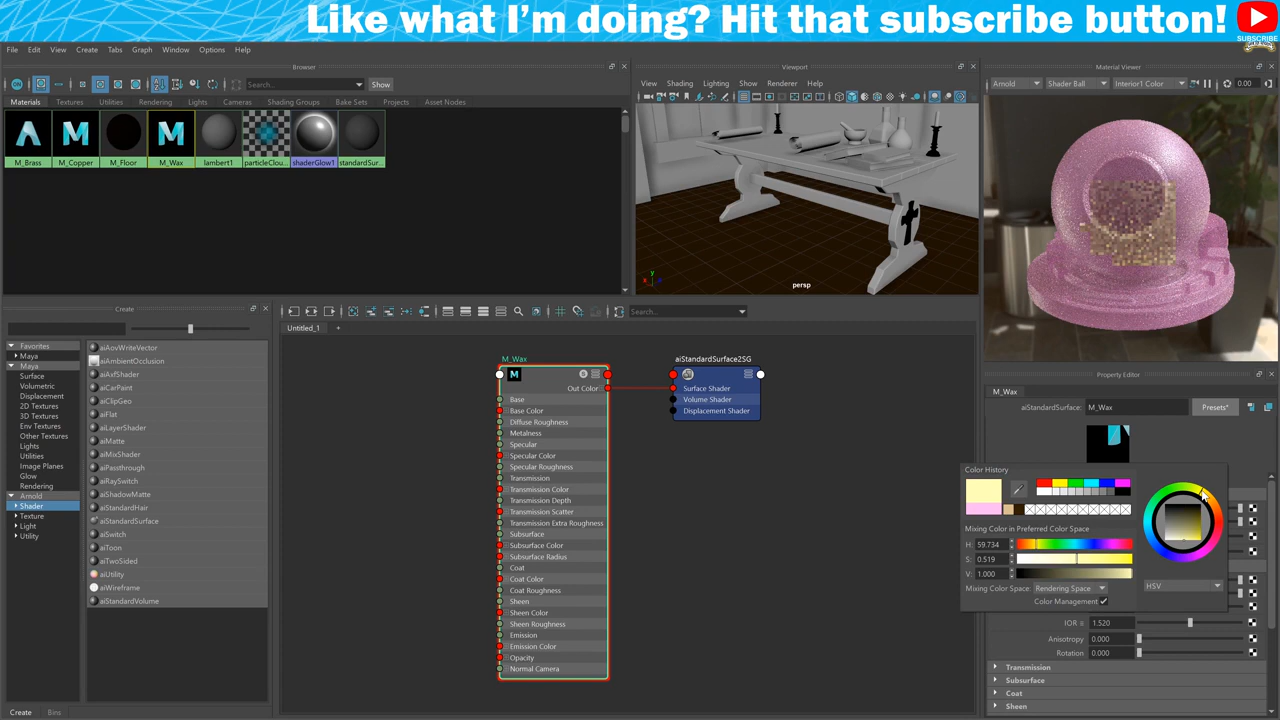 Like what I'm doing? Hit that subscribe button!
SUBSCRIBE
File Edit View Create Tabs Graph Window Options Help
Browser
Search...
Show
Materials Textures Utilities Rendering Lights Cameras Shading Groups Bake Sets Projects Asset Nodes
M_Brass M_Copper M_Floor M_Wax lambert1 particleClou... shaderGlow1 standardSur...
Viewport
View Shading Lighting Show Renderer Panels
persp
Material Viewer
Arnold Shader Ball Interior1 Color 0.00
Create
Favorites
Maya
Maya
Surface
Volumetric
Displacement
2D Textures
3D Textures
Env Textures
Other Textures
Lights
Utilities
Image Planes
Glow
Rendering
Arnold
Shader
Texture
Light
Utility
aiAovWriteVector
aiAmbientOcclusion
aiAxfShader
aiCarPaint
aiClipGeo
aiFlat
aiLayerShader
aiMatte
aiMixShader
aiPassthrough
aiRaySwitch
aiShadowMatte
aiStandardHair
aiStandardSurface
aiSwitch
aiToon
aiTwoSided
aiUtility
aiWireframe
aiStandardVolume
Create Bins
Search...
Untitled_1 +
M_Wax
Out Color
Base
Base Color
Diffuse Roughness
Metalness
Specular
Specular Color
Specular Roughness
Transmission
Transmission Color
Transmission Depth
Transmission Scatter
Transmission Extra Roughness
Subsurface
Subsurface Color
Subsurface Radius
Coat
Coat Color
Coat Roughness
Sheen
Sheen Color
Sheen Roughness
Emission
Emission Color
Opacity
Normal Camera
aiStandardSurface2SG
Surface Shader
Volume Shader
Displacement Shader
Property Editor
M_Wax
aiStandardSurface: M_Wax Presets*
Color History
Mixing Color in Preferred Color Space
H: 59.734
S: 0.519
V: 1.000
Mixing Color Space: Rendering Space
HSV
Color Management
IOR 1.520
Anisotropy 0.000
Rotation 0.000
Transmission
Subsurface
Coat
Sheen